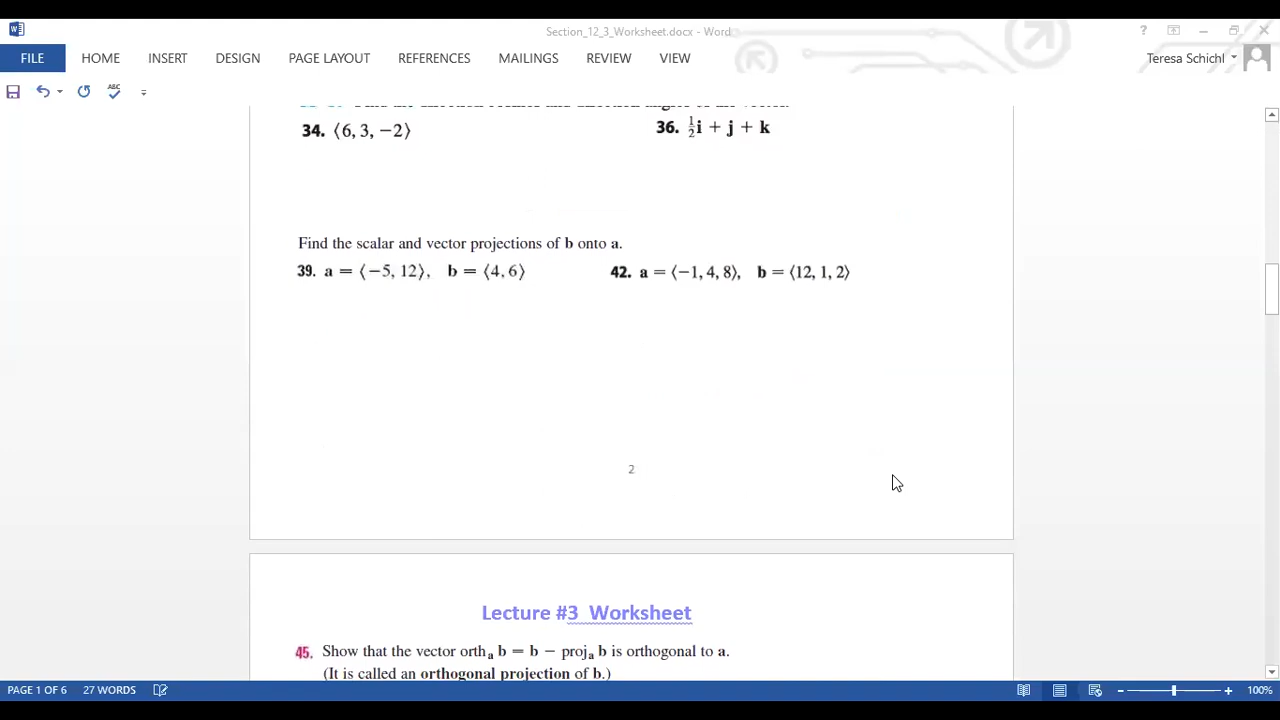 Section_12_3_Worksheet.docx - Word
?
FILE HOME INSERT DESIGN PAGE LAYOUT REFERENCES MAILINGS REVIEW VIEW Teresa Schichl
ABC
34. ⟨6, 3, −2⟩ 36. ½i + j + k
Find the scalar and vector projections of b onto a.
39. a = ⟨−5, 12⟩, b = ⟨4, 6⟩ 42. a = ⟨−1, 4, 8⟩, b = ⟨12, 1, 2⟩
2
Lecture #3 Worksheet
45. Show that the vector orthₐ b = b − projₐ b is orthogonal to a.
(It is called an orthogonal projection of b.)
PAGE 1 OF 6 27 WORDS 100%